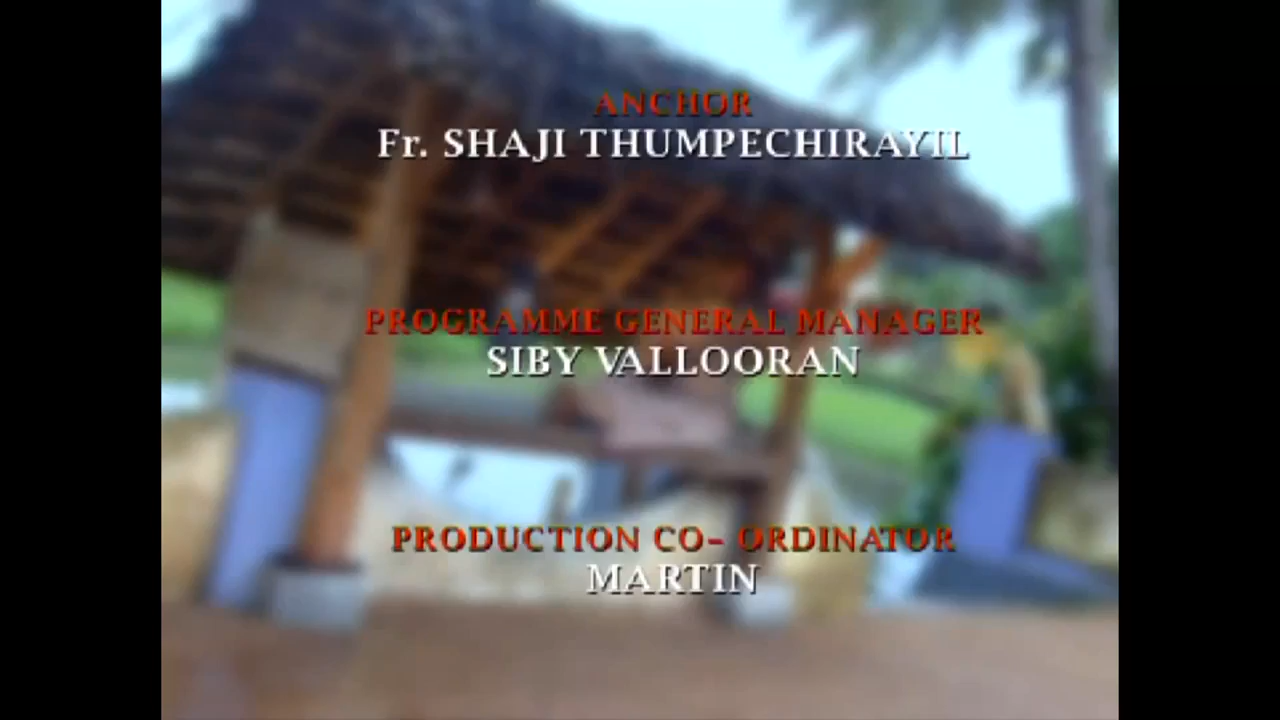 ANCHOR
Fr. SHAJI THUMPECHIRAYIL
PROGRAMME GENERAL MANAGER
SIBY VALLOORAN
PRODUCTION CO- ORDINATOR
MARTIN